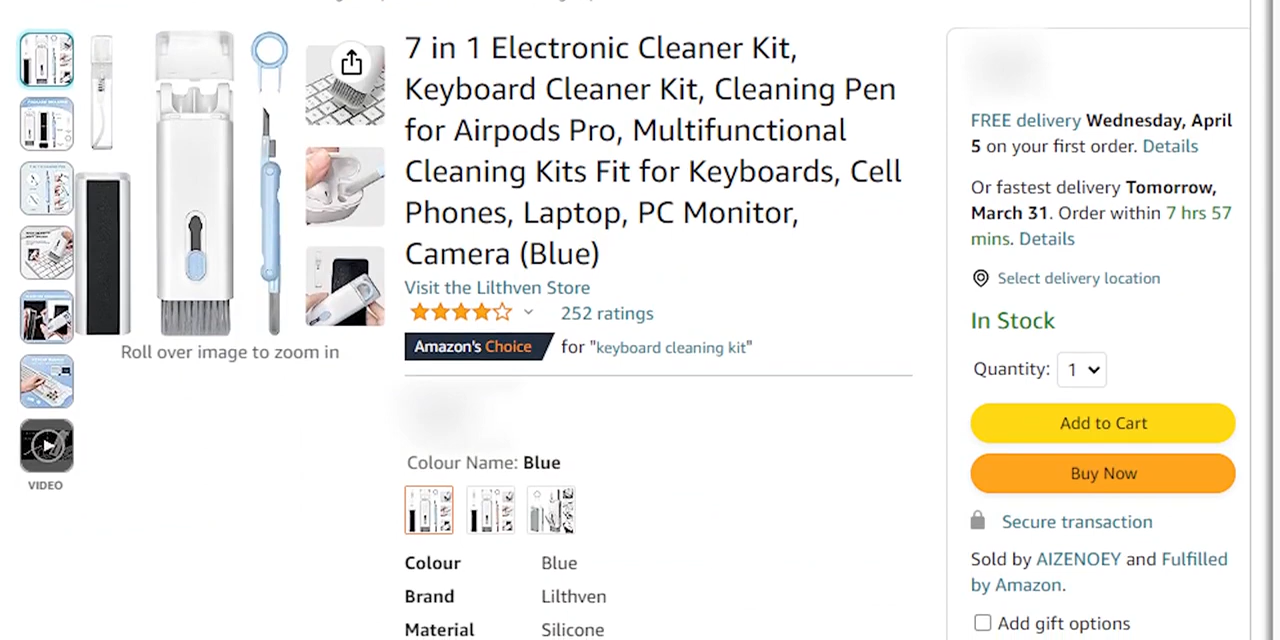 7 in 1 Electronic Cleaner Kit,
Keyboard Cleaner Kit, Cleaning Pen
for Airpods Pro, Multifunctional
Cleaning Kits Fit for Keyboards, Cell
Phones, Laptop, PC Monitor,
Camera (Blue)
Visit the Lilthven Store
252 ratings
Amazon's Choice for "keyboard cleaning kit"
Roll over image to zoom in
VIDEO
Colour Name: Blue
Colour Blue
Brand Lilthven
Material Silicone
FREE delivery Wednesday, April
5 on your first order. Details
Or fastest delivery Tomorrow,
March 31. Order within 7 hrs 57
mins. Details
Select delivery location
In Stock
Quantity: 1
Add to Cart
Buy Now
Secure transaction
Sold by AIZENOEY and Fulfilled
by Amazon.
Add gift options